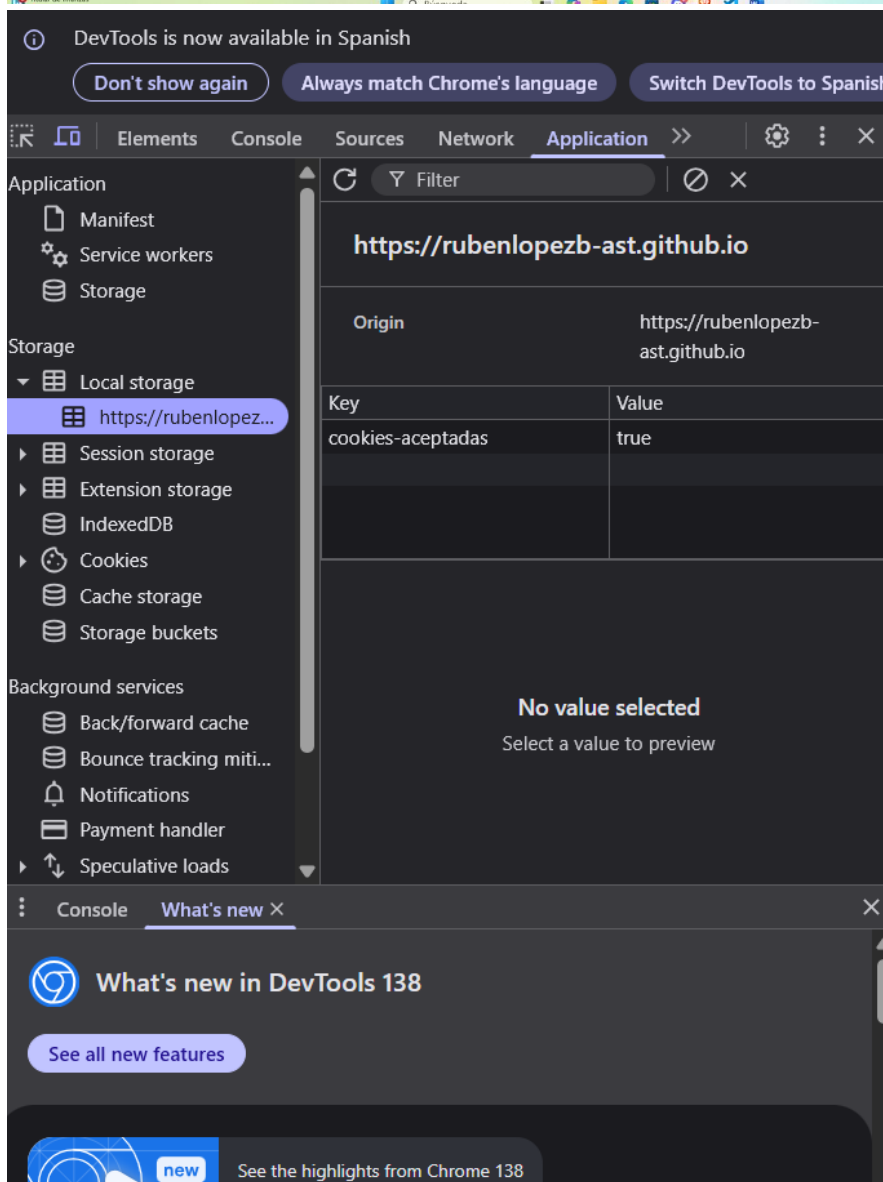 DevTools is now available in Spanish
Don't show again
Always match Chrome's language
Switch DevTools to Spanish
Elements
Console
Sources
Network
Application
Application
Manifest
Service workers
Storage
Storage
Local storage
https://rubenlopez...
Session storage
Extension storage
IndexedDB
Cookies
Cache storage
Storage buckets
Background services
Back/forward cache
Bounce tracking miti...
Notifications
Payment handler
Speculative loads
Filter
https://rubenlopezb-ast.github.io
Origin
https://rubenlopezb-
ast.github.io
Key Value
cookies-aceptadas true
No value selected
Select a value to preview
Console
What's new
What's new in DevTools 138
See all new features
new
See the highlights from Chrome 138